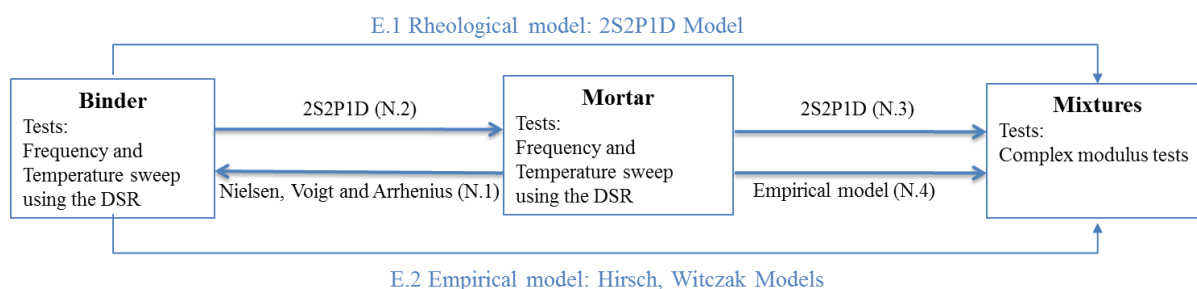 E.1 Rheological model: 2S2P1D Model
Binder
Tests:
Frequency and
Temperature sweep
using the DSR
2S2P1D (N.2)
Nielsen, Voigt and Arrhenius (N.1)
Mortar
Tests:
Frequency and
Temperature sweep
using the DSR
2S2P1D (N.3)
Empirical model (N.4)
Mixtures
Tests:
Complex modulus tests
E.2 Empirical model: Hirsch, Witczak Models